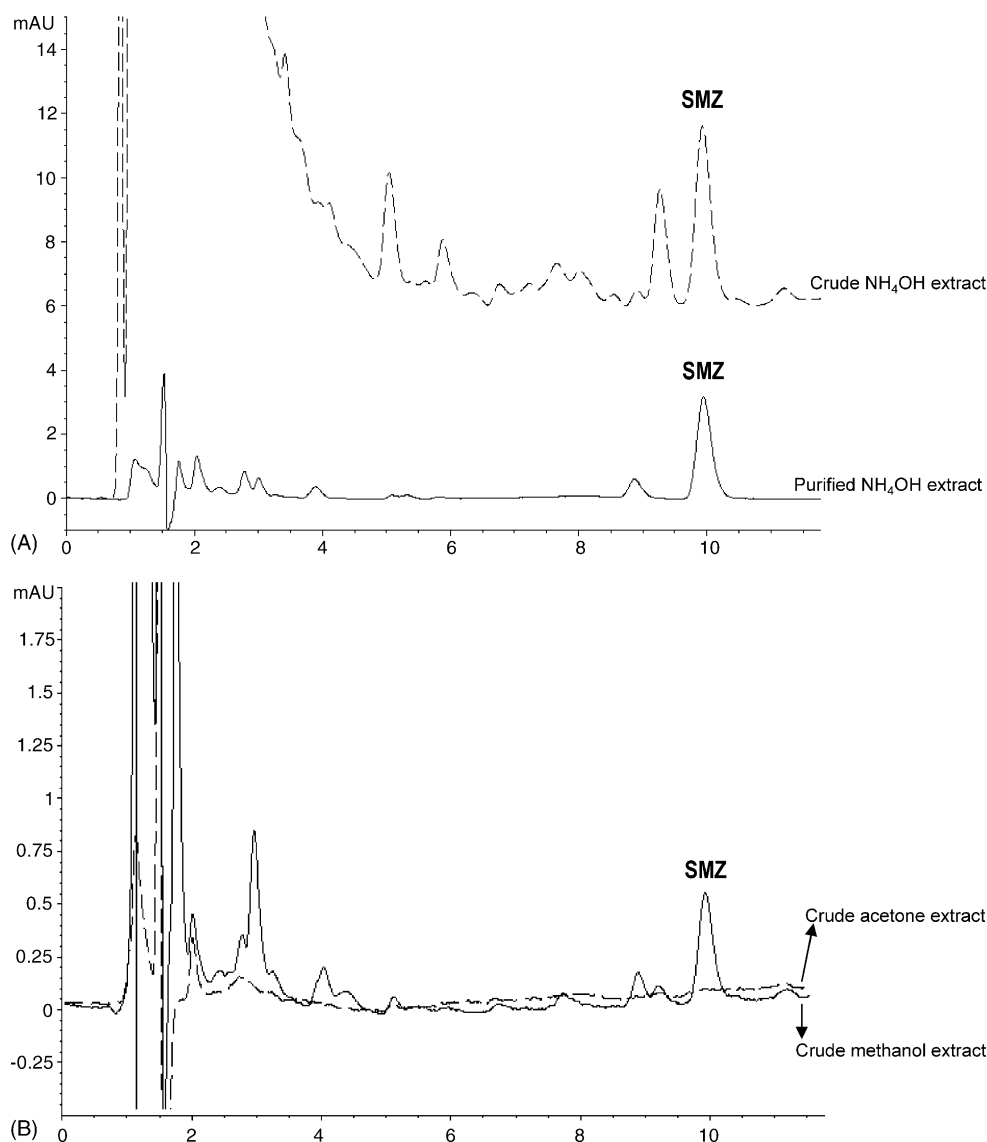 mAU
14
12
10
8
6
4
2
0
SMZ
Crude NH₄OH extract
SMZ
Purified NH₄OH extract
(A)
0 2 4 6 8 10
mAU
1.75
1.5
1.25
1
0.75
0.5
0.25
0
-0.25
SMZ
Crude acetone extract
Crude methanol extract
(B)
0 2 4 6 8 10